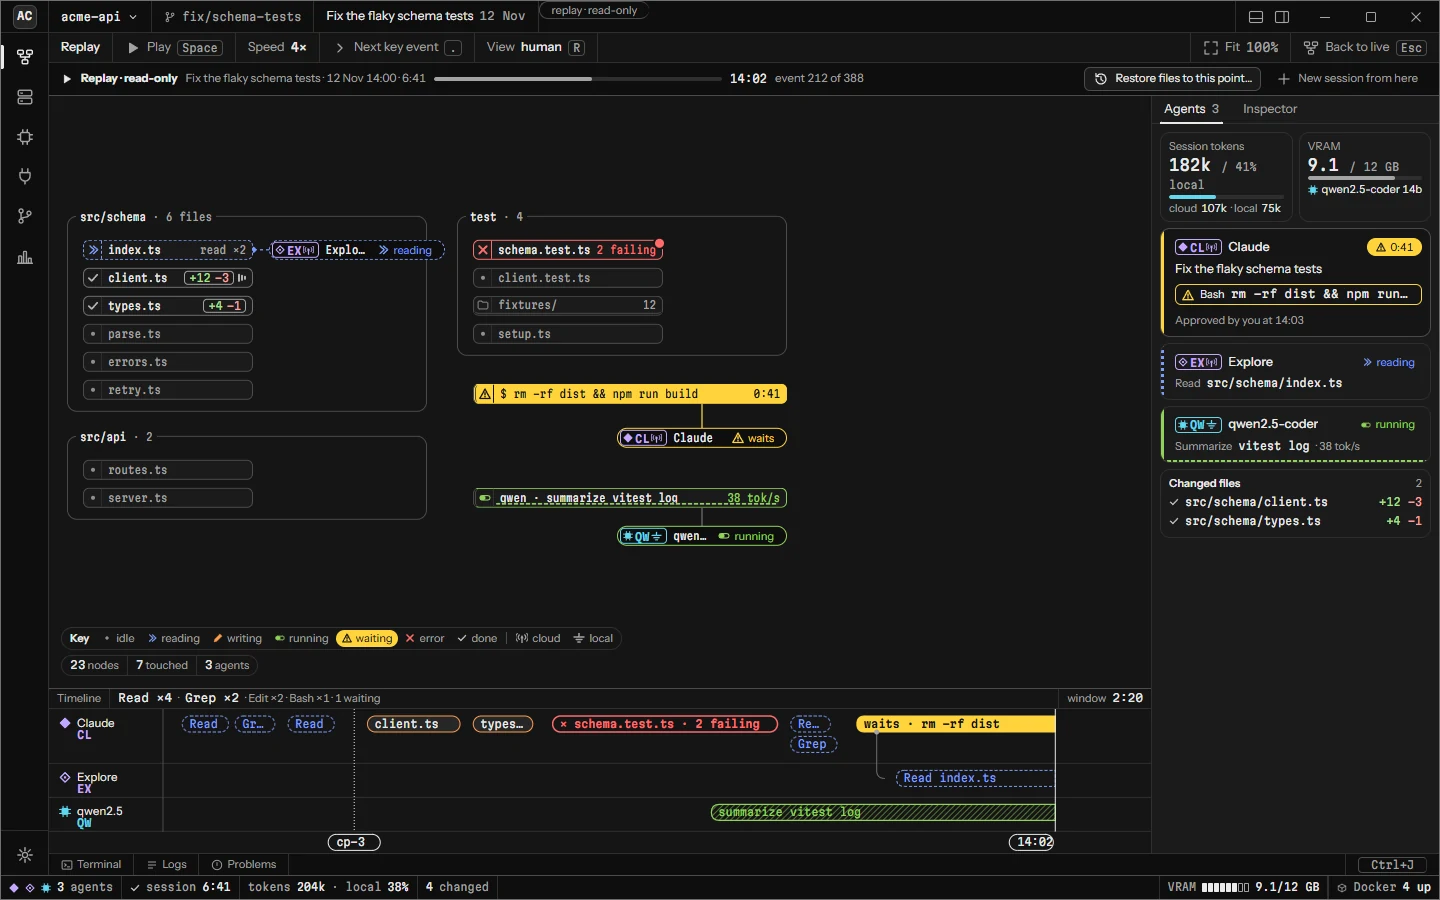 AC acme-api fix/schema-tests Fix the flaky schema tests 12 Nov replay·read-only
Replay Play Space Speed 4× Next key event . View human R Fit 100% Back to live Esc
Replay·read-only Fix the flaky schema tests·12 Nov 14:00·6:41 14:02 event 212 of 388 Restore files to this point… New session from here
Agents 3 Inspector
Session tokens
182k / 41%
local
cloud 107k·local 75k
VRAM
9.1 / 12 GB
qwen2.5-coder 14b
src/schema · 6 files
index.ts read ×2
EX Explo… reading
client.ts +12 −3
types.ts +4 −1
parse.ts
errors.ts
retry.ts
src/api · 2
routes.ts
server.ts
test · 4
schema.test.ts 2 failing
client.test.ts
fixtures/ 12
setup.ts
$ rm -rf dist && npm run build 0:41
CL Claude waits
qwen · summarize vitest log 38 tok/s
QW qwen… running
CL Claude 0:41
Fix the flaky schema tests
Bash rm -rf dist && npm run…
Approved by you at 14:03
EX Explore reading
Read src/schema/index.ts
QW qwen2.5-coder running
Summarize vitest log ·38 tok/s
Changed files 2
src/schema/client.ts +12 −3
src/schema/types.ts +4 −1
Key idle reading writing running waiting error done cloud local
23 nodes 7 touched 3 agents
Timeline Read ×4 · Grep ×2 ·Edit ×2·Bash ×1·1 waiting window 2:20
Claude
CL
Read Gr… Read client.ts types… × schema.test.ts · 2 failing Re… waits · rm -rf dist
Grep
Explore
EX
Read index.ts
qwen2.5
QW
summarize vitest log
cp-3 14:02
Terminal Logs Problems Ctrl+J
3 agents session 6:41 tokens 204k · local 38% 4 changed VRAM 9.1/12 GB Docker 4 up